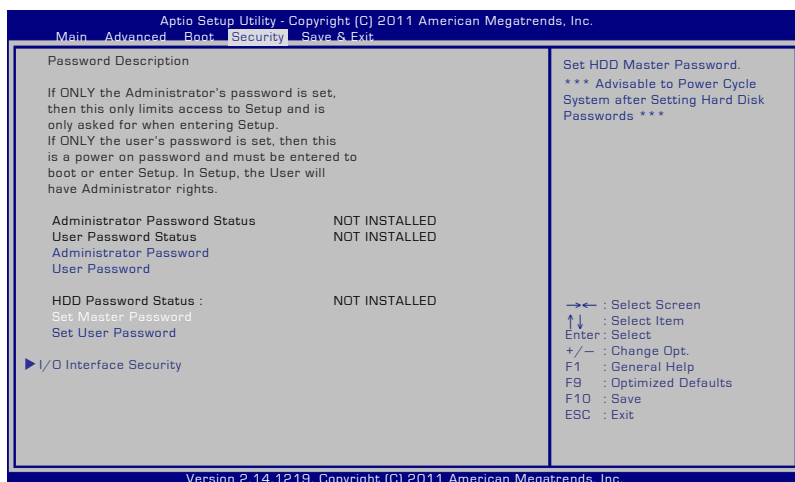 Aptio Setup Utility - Copyright (C) 2011 American Megatrends, Inc.
Main Advanced Boot Security Save & Exit
Password Description
If ONLY the Administrator's password is set,
then this only limits access to Setup and is
only asked for when entering Setup.
If ONLY the user's password is set, then this
is a power on password and must be entered to
boot or enter Setup. In Setup, the User will
have Administrator rights.
Administrator Password Status NOT INSTALLED
User Password Status NOT INSTALLED
Administrator Password
User Password
HDD Password Status : NOT INSTALLED
Set Master Password
Set User Password
I/O Interface Security
Set HDD Master Password.
*** Advisable to Power Cycle
System after Setting Hard Disk
Passwords ***
→← : Select Screen
↑↓ : Select Item
Enter : Select
+/— : Change Opt.
F1 : General Help
F9 : Optimized Defaults
F10 : Save
ESC : Exit
Version 2.14.1219. Copyright (C) 2011 American Megatrends, Inc.